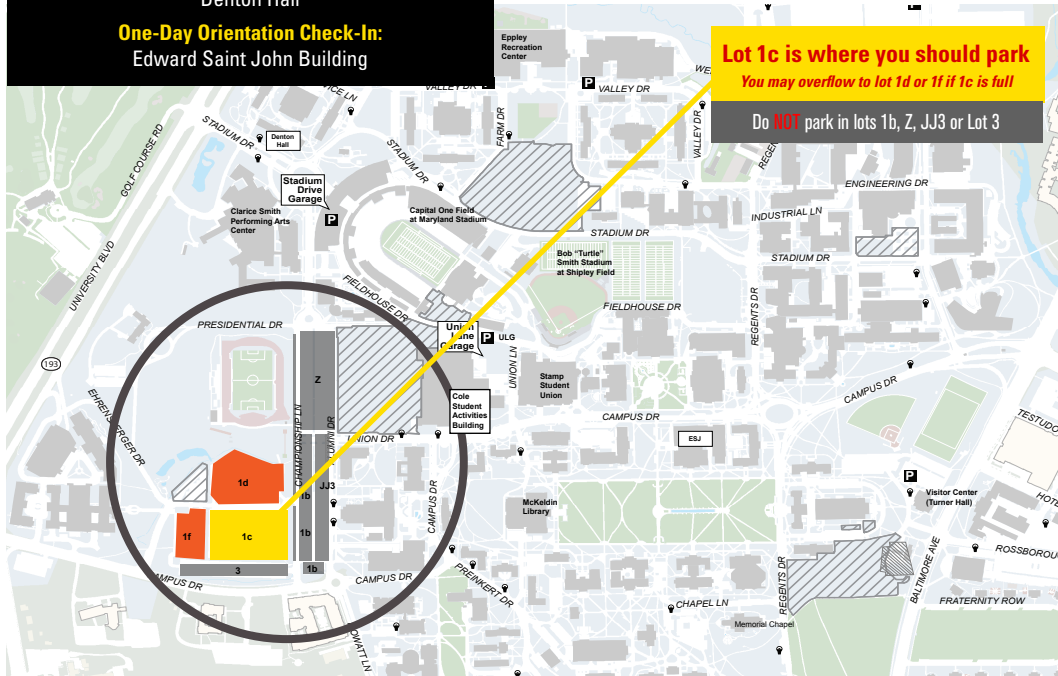 Denton Hall
One-Day Orientation Check-In:
Edward Saint John Building
Lot 1c is where you should park
You may overflow to lot 1d or 1f if 1c is full
Do NOT park in lots 1b, Z, JJ3 or Lot 3
Eppley
Recreation
Center
P
P
VALLEY DR
VALLEY DR
VALLEY DR
FARM DR
STADIUM DR
Denton
Hall
GOLF COURSE RD
STADIUM DR
Stadium
Drive
Garage
P
Clarice Smith
Performing Arts
Center
Capital One Field
at Maryland Stadium
ENGINEERING DR
INDUSTRIAL LN
STADIUM DR
STADIUM DR
Bob "Turtle"
Smith Stadium
at Shipley Field
UNIVERSITY BLVD
FIELDHOUSE DR
FIELDHOUSE DR
REGENTS DR
PRESIDENTIAL DR
Union
Lane
Garage
P ULG
UNION LN
193
Z
Stamp
Student
Union
CAMPUS DR
Cole
Student
Activities
Building
EHRENSBERGER DR
CHAMPIONSHIP LN
UNION DR
CAMPUS DR
ESJ
1d
JJ3
1b
P
Visitor Center
(Turner Hall)
McKeldin
Library
CAMPUS DR
1f
1c
1b
3
1b
CAMPUS DR
PREINKERT DR
CHAPEL LN
REGENTS DR
BALTIMORE AVE
FRATERNITY ROW
Memorial Chapel